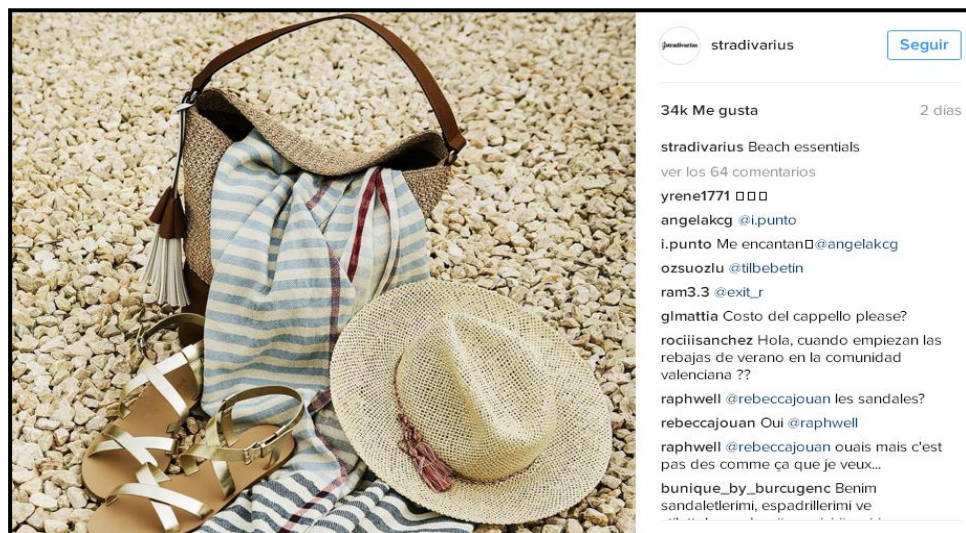 stradivarius
stradivarius
Seguir
34k Me gusta
2 días
stradivarius Beach essentials
ver los 64 comentarios
yrene1771
angelakcg @i.punto
i.punto Me encantan @angelakcg
ozsuozlu @tilbebetin
ram3.3 @exit_r
glmattia Costo del cappello please?
rociiisanchez Hola, cuando empiezan las
rebajas de verano en la comunidad
valenciana ??
raphwell @rebeccajouan les sandales?
rebeccajouan Oui @raphwell
raphwell @rebeccajouan ouais mais c'est
pas des comme ça que je veux...
bunique_by_burcugenc Benim
sandaletlerimi, espadrillerimi ve